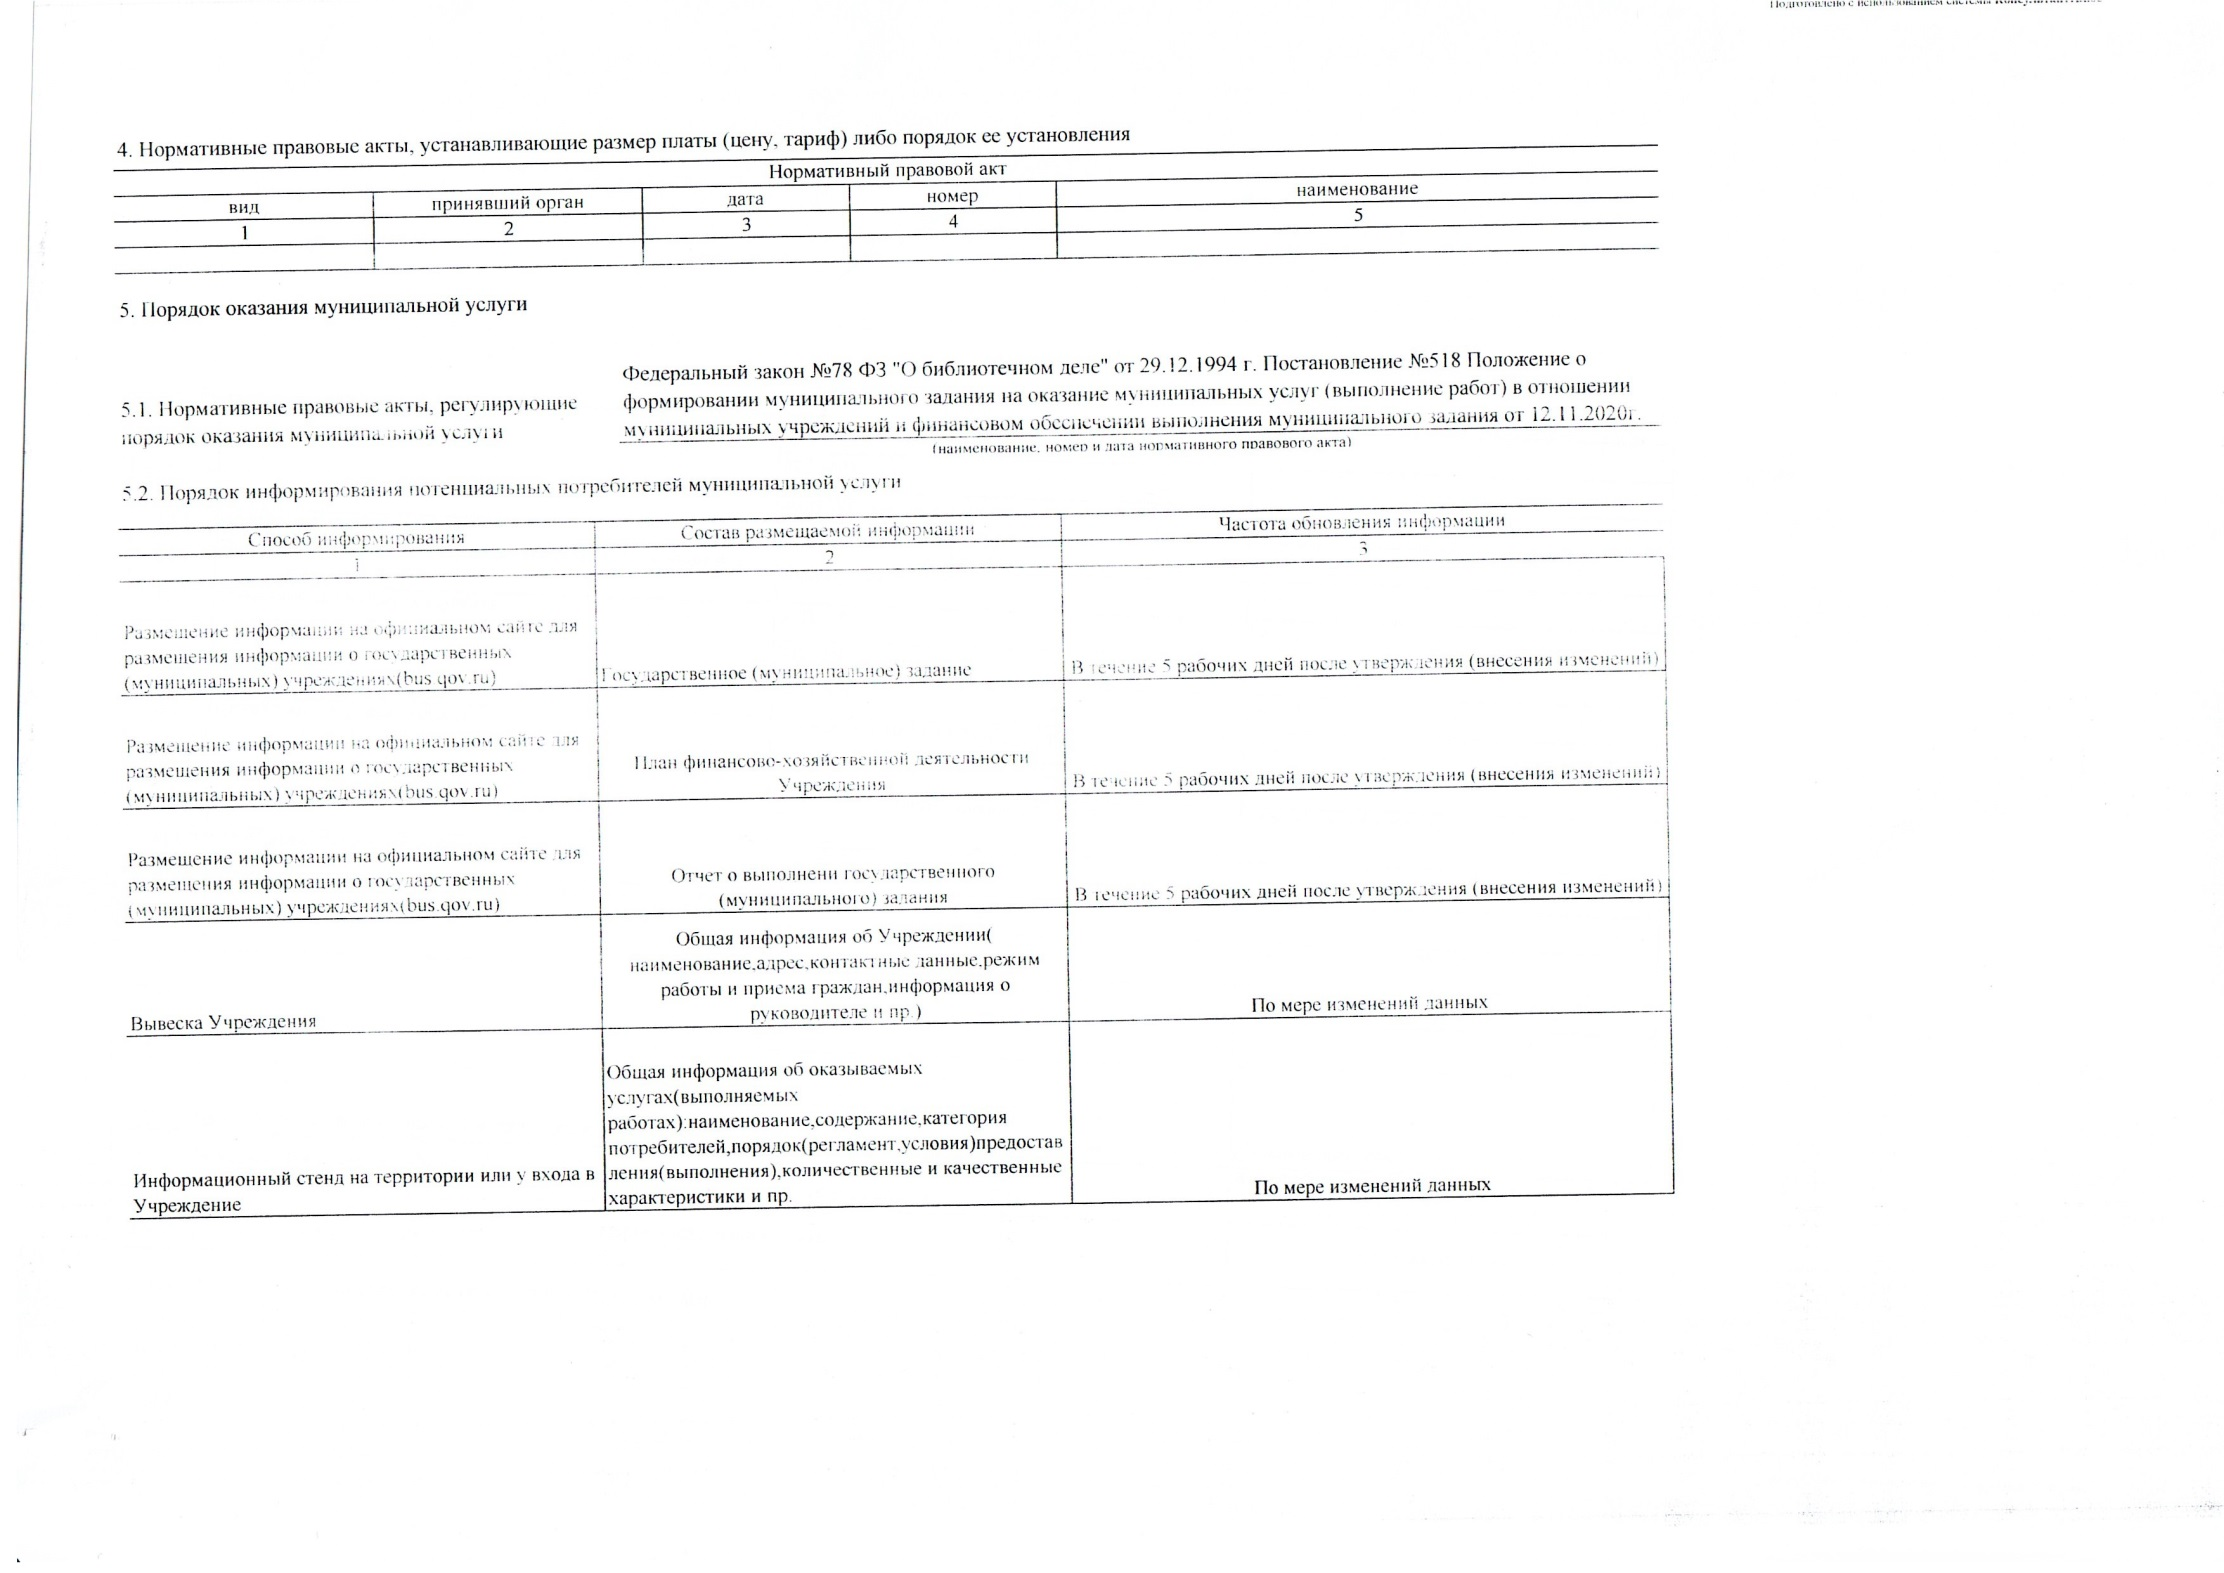 Подготовлено с использованием системы
4. Нормативные правовые акты, устанавливающие размер платы (цену, тариф) либо порядок ее установления
Нормативный правовой акт
вид принявший орган дата номер наименование
1 2 3 4 5
5. Порядок оказания муниципальной услуги
Федеральный закон №78 ФЗ "О библиотечном деле" от 29.12.1994 г. Постановление №518 Положение о
формировании муниципального задания на оказание муниципальных услуг (выполнение работ) в отношении
муниципальных учреждений и финансовом обеспечении выполнения муниципального задания от 12.11.2020г.
5.1. Нормативные правовые акты, регулирующие
порядок оказания муниципальной услуги
(наименование, номер и дата нормативного правового акта)
5.2. Порядок информирования потенциальных потребителей муниципальной услуги
Способ информирования Состав размещаемой информации Частота обновления информации
1 2 3
Размещение информации на официальном сайте для
размещения информации о государственных
(муниципальных) учреждениях(bus.qov.ru)
Государственное (муниципальное) задание
В течение 5 рабочих дней после утверждения (внесения изменений)
Размещение информации на официальном сайте для
размещения информации о государственных
(муниципальных) учреждениях(bus.qov.ru)
План финансово-хозяйственной деятельности
Учреждения
В течение 5 рабочих дней после утверждения (внесения изменений)
Размещение информации на официальном сайте для
размещения информации о государственных
(муниципальных) учреждениях(bus.qov.ru)
Отчет о выполнени государственного
(муниципального) задания
В течение 5 рабочих дней после утверждения (внесения изменений)
Вывеска Учреждения
Общая информация об Учреждении(
наименование,адрес,контактные данные,режим
работы и приема граждан,информация о
руководителе и пр.)
По мере изменений данных
Информационный стенд на территории или у входа в
Учреждение
Общая информация об оказываемых
услугах(выполняемых
работах):наименование,содержание,категория
потребителей,порядок(регламент,условия)предостав
ления(выполнения),количественные и качественные
характеристики и пр.
По мере изменений данных